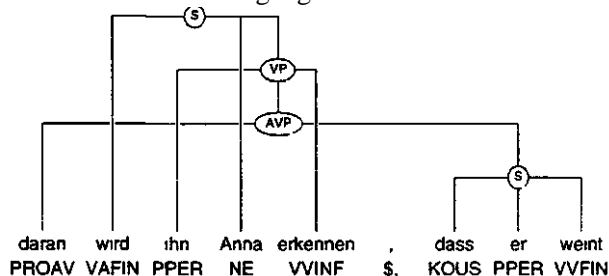 S
VP
AVP
S
daran wird ihn Anna erkennen , dass er weint
PROAV VAFIN PPER NE VVINF $, KOUS PPER VVFIN